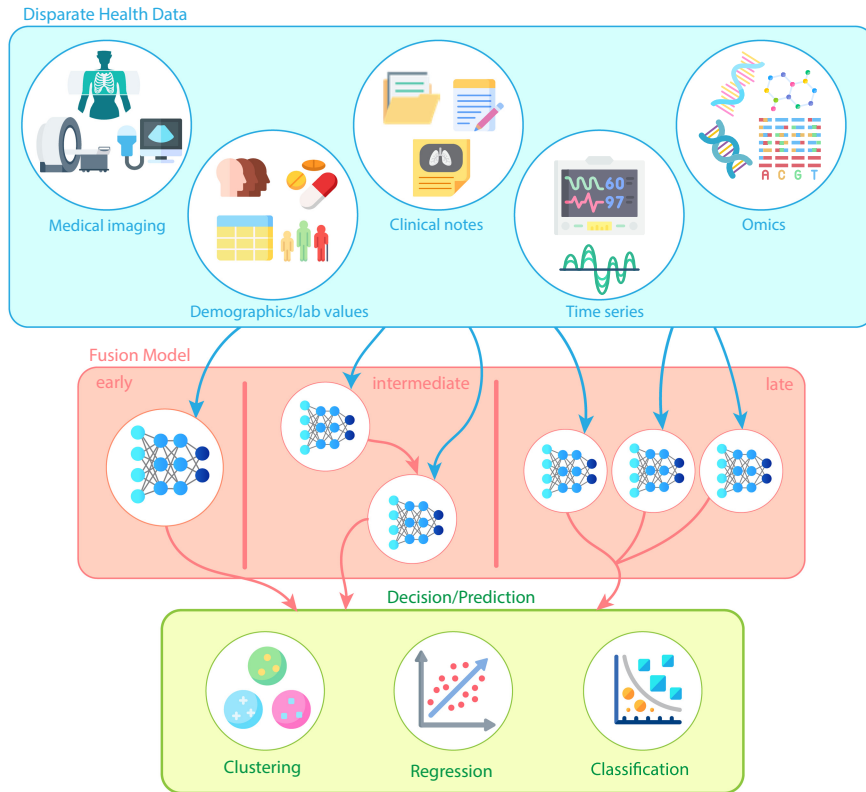 Disparate Health Data
Medical imaging
Demographics/lab values
Clinical notes
60
97
Time series
A C G T
Omics
Fusion Model
early
intermediate
late
Decision/Prediction
Clustering
Regression
Classification